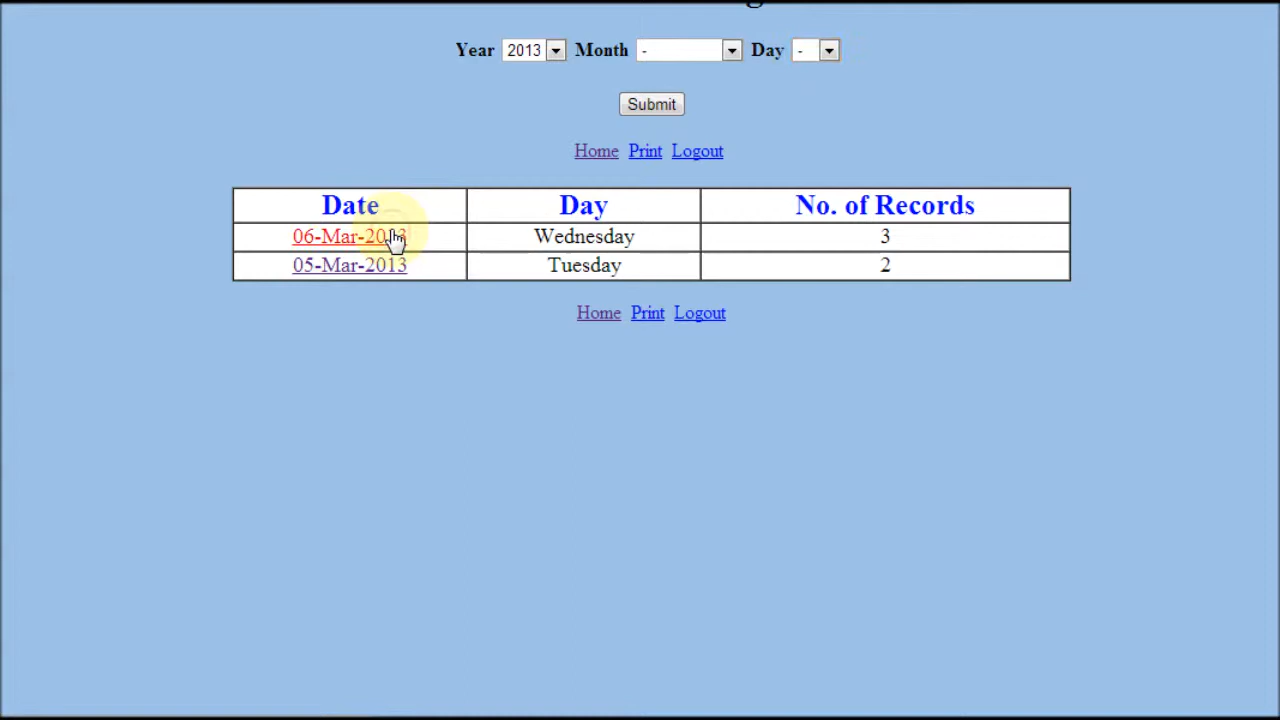 Year 2013 Month - Day -
Submit
Home Print Logout
Date Day No. of Records
06-Mar-2013 Wednesday 3
05-Mar-2013 Tuesday 2
Home Print Logout